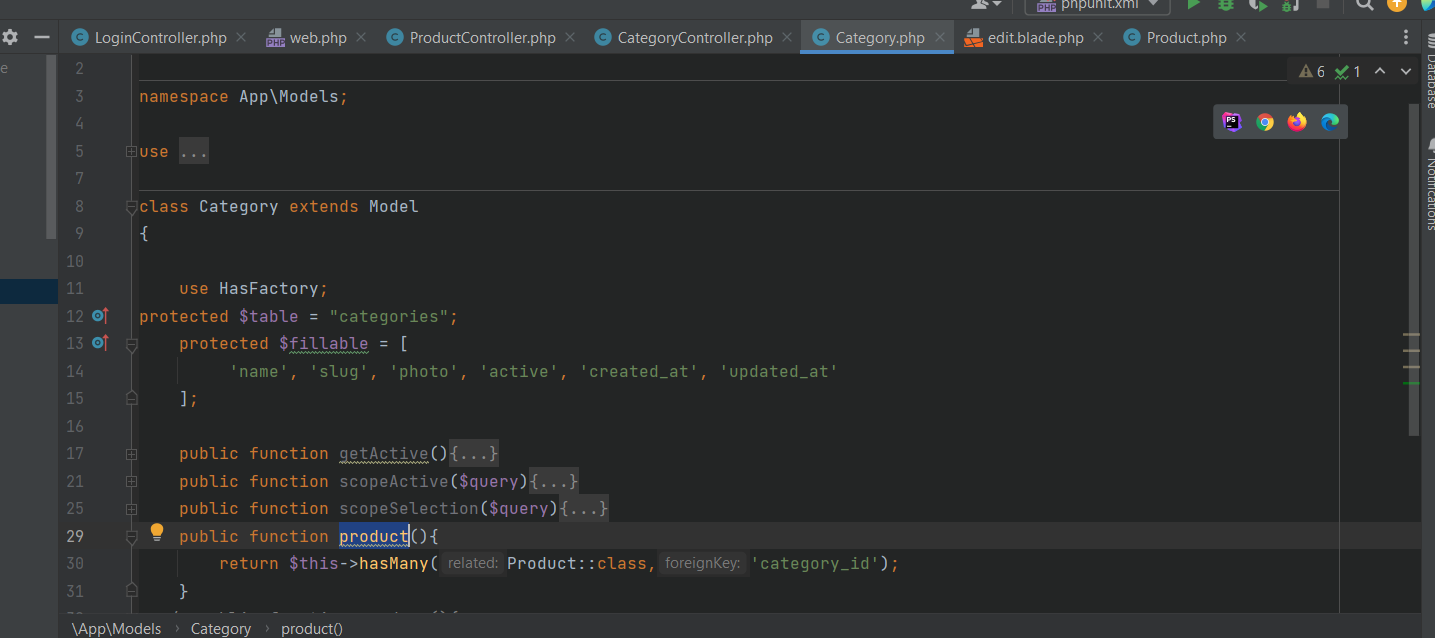 phpunit.xml
LoginController.php web.php ProductController.php CategoryController.php Category.php edit.blade.php Product.php
e
6 1
Database
Notifications
2
3 namespace App\Models;
4
5 use ...
7
8 class Category extends Model
9 {
10
11 use HasFactory;
12 protected $table = "categories";
13 protected $fillable = [
14 'name', 'slug', 'photo', 'active', 'created_at', 'updated_at'
15 ];
16
17 public function getActive(){...}
21 public function scopeActive($query){...}
25 public function scopeSelection($query){...}
29 public function product(){
30 return $this->hasMany( related: Product::class, foreignKey: 'category_id');
31 }
\App\Models › Category › product()